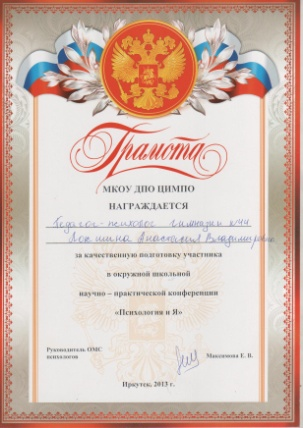 Грамота
МКОУ ДПО ЦИМПО
НАГРАЖДАЕТСЯ
Педагог-психолог гимназии №44
Лошкина Анастасия Владимировна
за качественную подготовку участника
в окружной школьной
научно – практической конференции
«Психология и Я»
Руководитель ОМС
психологов
Максимова Е. В.
Иркутск, 2013 г.